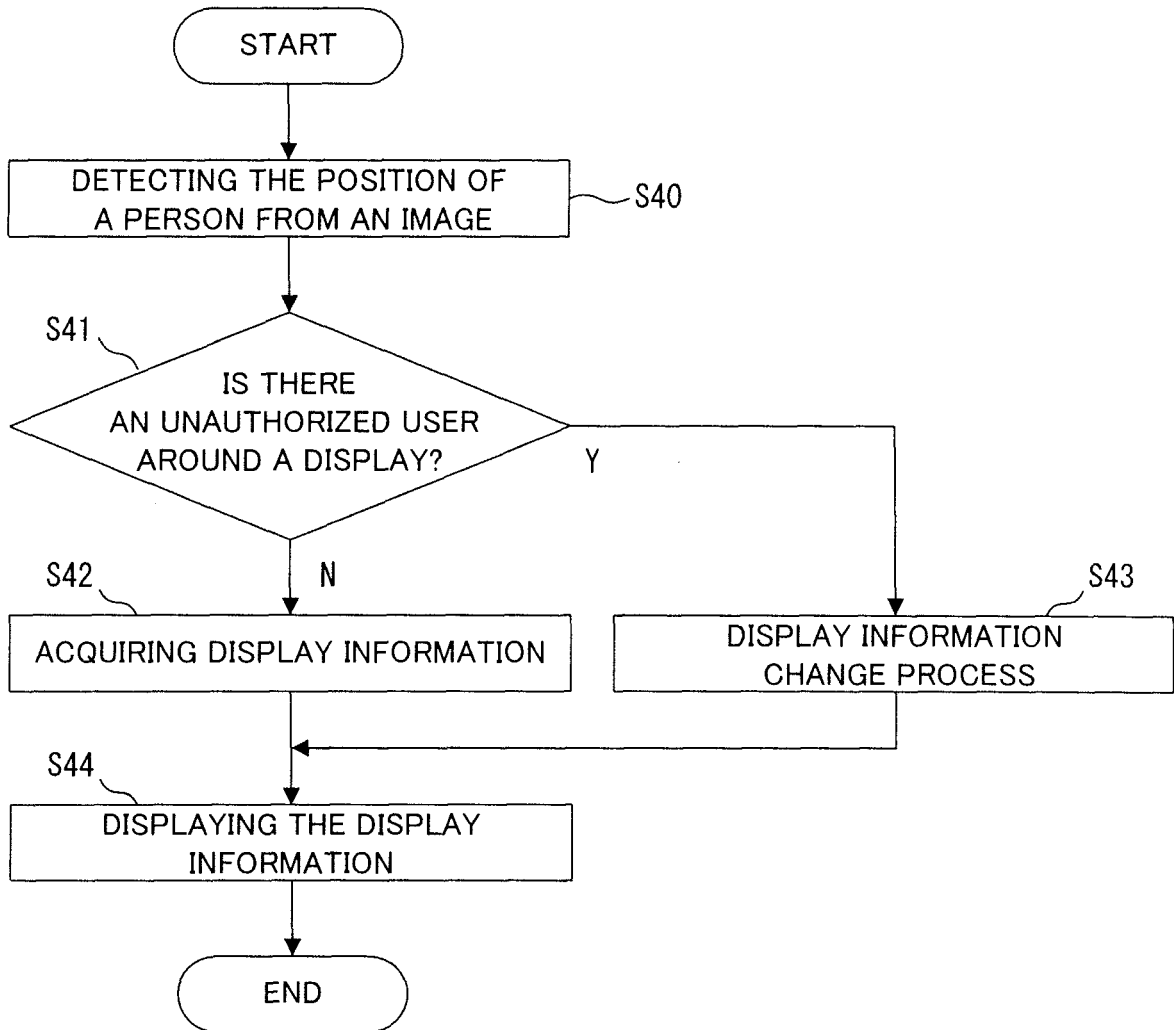 START
DETECTING THE POSITION OF
A PERSON FROM AN IMAGE
S40
S41
IS THERE
AN UNAUTHORIZED USER
AROUND A DISPLAY?
Y
N
S42
ACQUIRING DISPLAY INFORMATION
S43
DISPLAY INFORMATION
CHANGE PROCESS
S44
DISPLAYING THE DISPLAY
INFORMATION
END